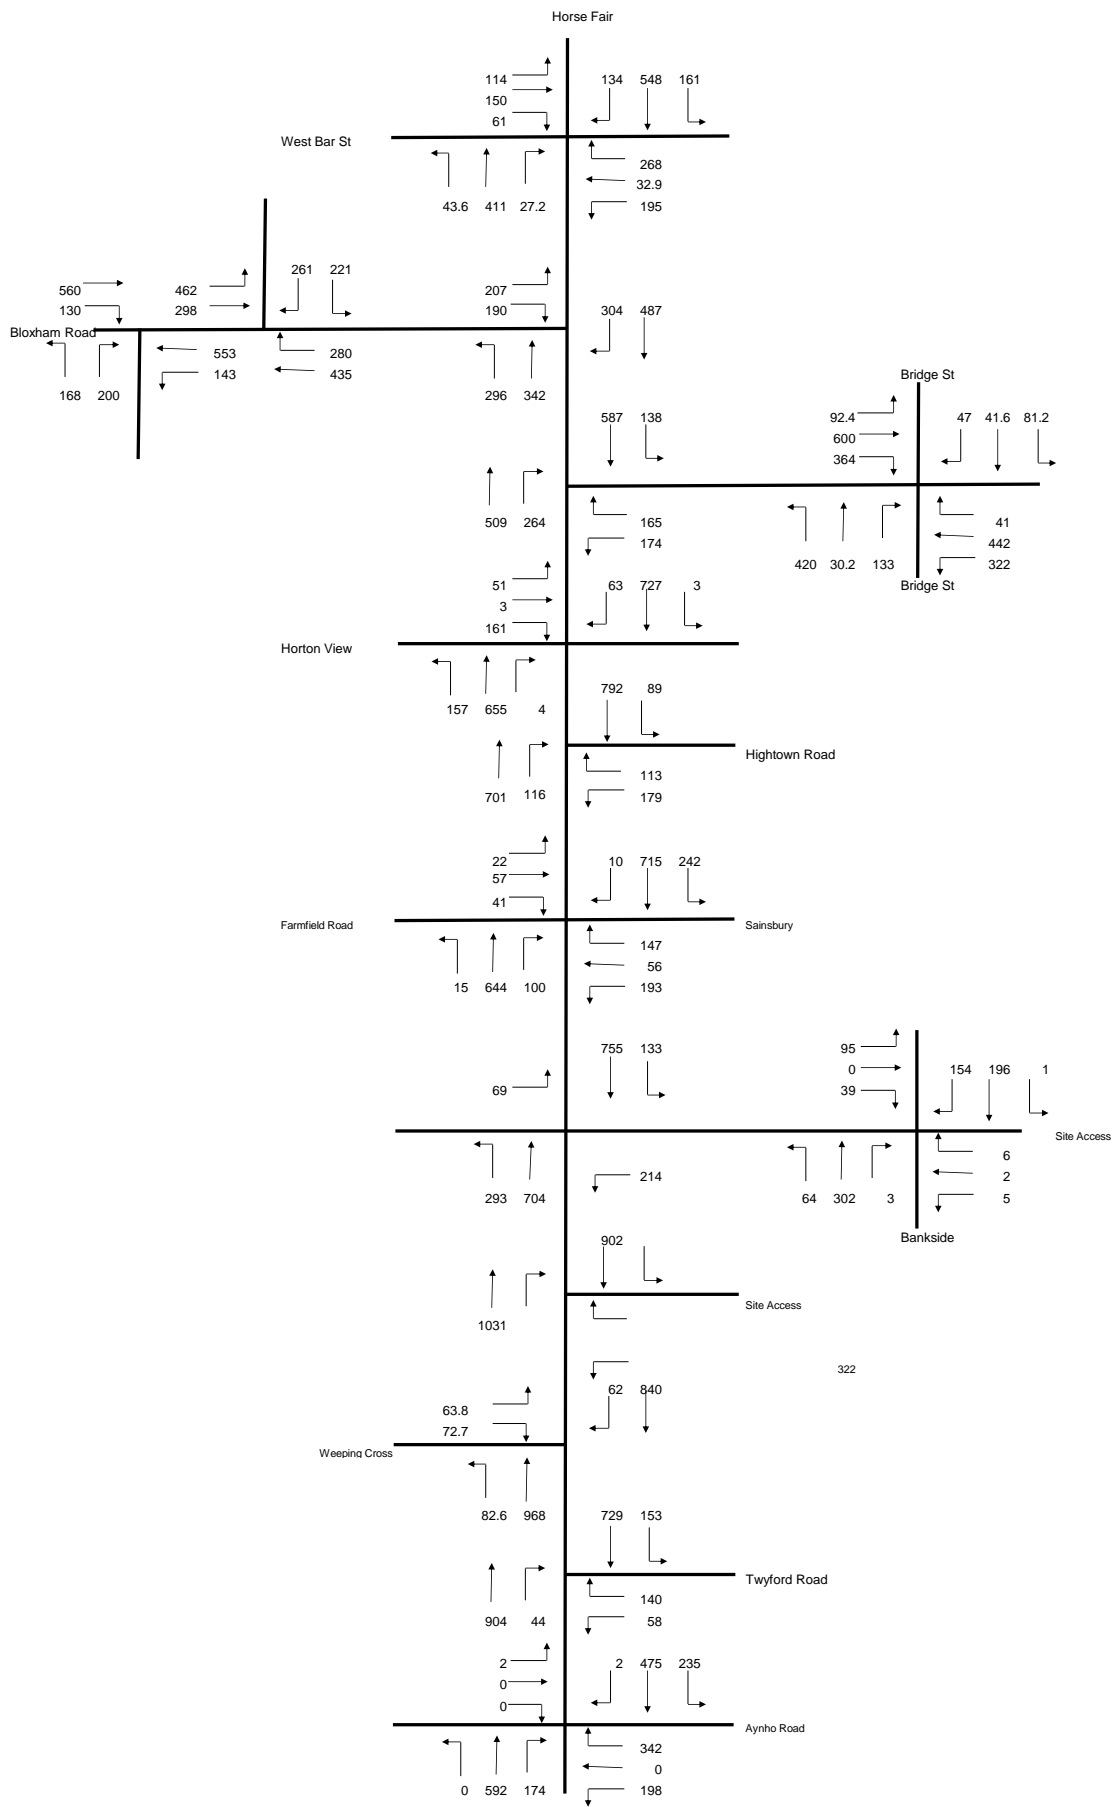 Horse Fair
114
134 548 161
150
61
West Bar St
268
32.9
43.6 411 27.2
195
560
462
261 221
207
130
298
190
304 487
Bloxham Road
553
280
143
435
168 200
296 342
Bridge St
587 138
92.4
47 41.6 81.2
600
364
509 264
165
41
174
442
420 30.2 133
322
51
63 727 3
Bridge St
3
161
Horton View
792 89
157 655 4
Hightown Road
113
701 116
179
22
10 715 242
57
41
Farmfield Road
Sainsbury
147
56
15 644 100
193
755 133
95
0
154 196 1
69
39
Site Access
6
214
2
293 704
64 302 3
5
902
Bankside
Site Access
1031
322
62 840
63.8
72.7
Weeping Cross
82.6 968
729 153
Twyford Road
140
904 44
58
2
2 475 235
0
0
Aynho Road
342
0
0 592 174
198